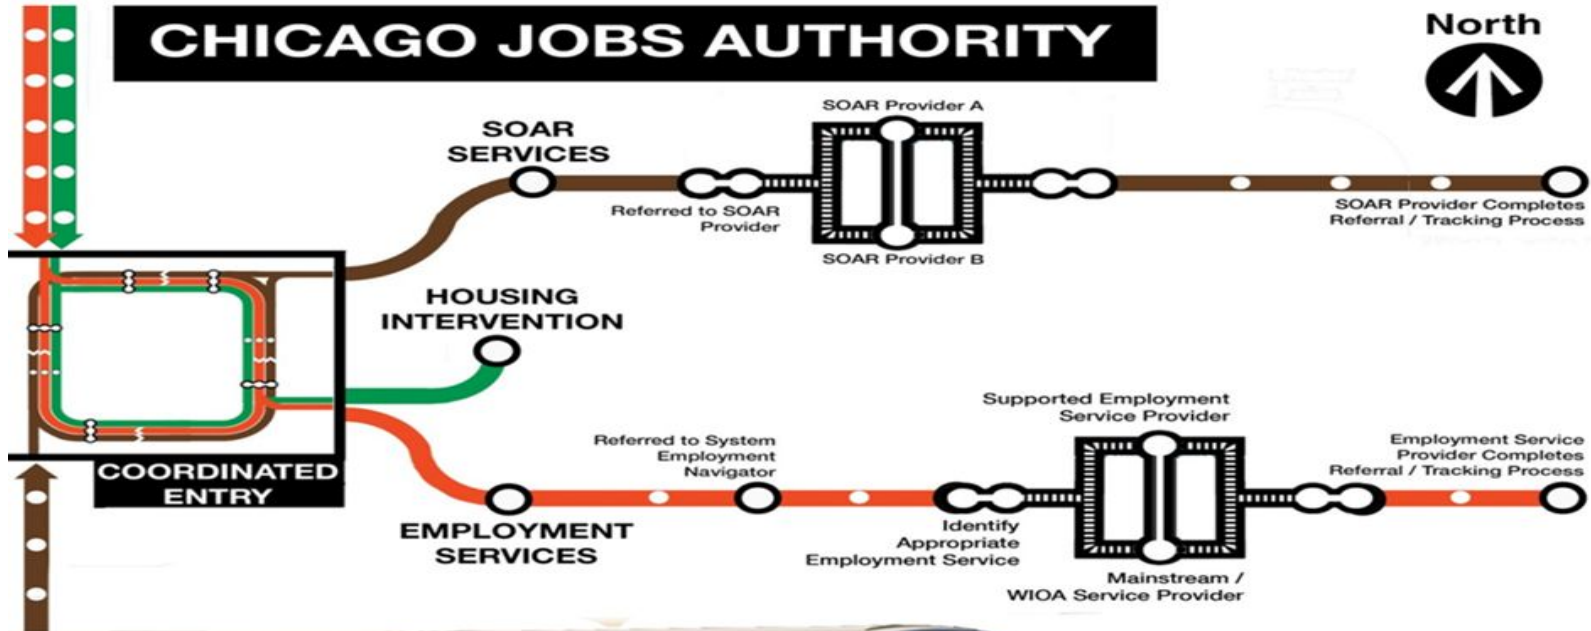 CHICAGO JOBS AUTHORITY
North
SOAR Provider A
SOAR
SERVICES
Referred to SOAR
Provider
SOAR Provider B
SOAR Provider Completes
Referral / Tracking Process
HOUSING
INTERVENTION
COORDINATED
ENTRY
Referred to System
Employment
Navigator
EMPLOYMENT
SERVICES
Identify
Appropriate
Employment Service
Supported Employment
Service Provider
Mainstream /
WIOA Service Provider
Employment Service
Provider Completes
Referral / Tracking Process